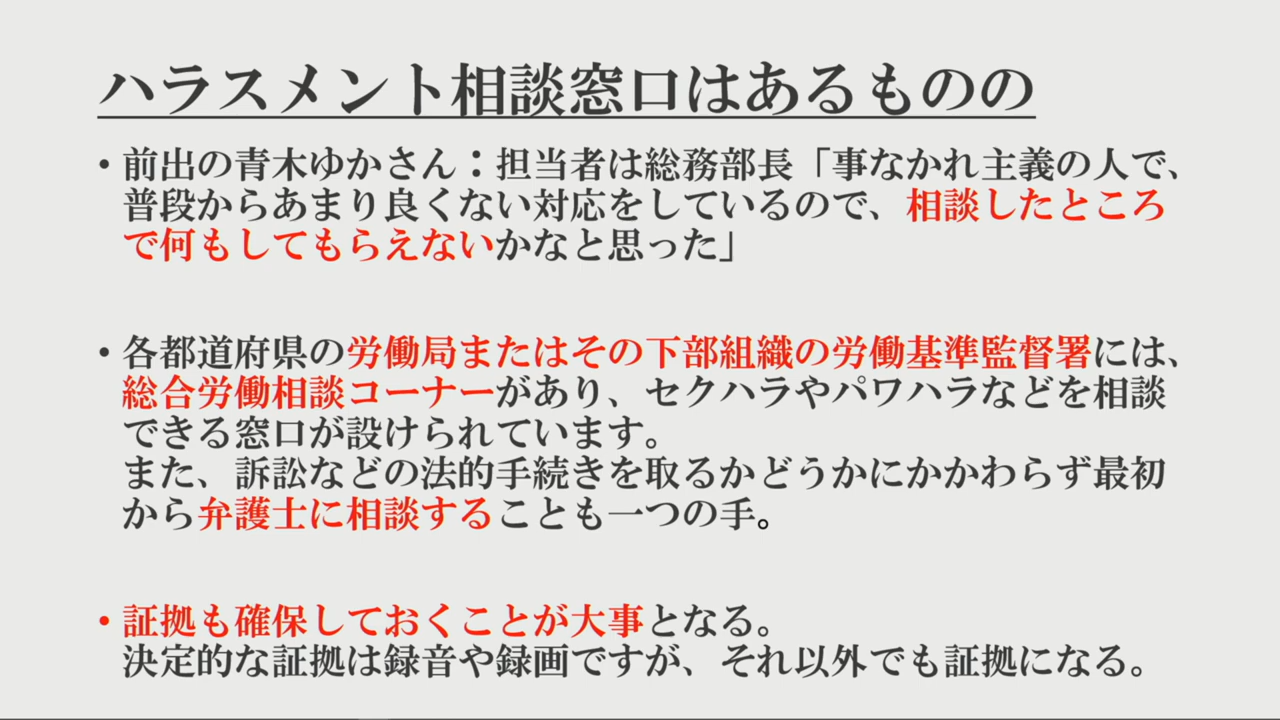 ハラスメント相談窓口はあるものの
• 前出の青木ゆかさん：担当者は総務部長「事なかれ主義の人で、
普段からあまり良くない対応をしているので、相談したところ
で何もしてもらえないかなと思った」
• 各都道府県の労働局またはその下部組織の労働基準監督署には、
総合労働相談コーナーがあり、セクハラやパワハラなどを相談
できる窓口が設けられています。
また、訴訟などの法的手続きを取るかどうかにかかわらず最初
から弁護士に相談することも一つの手。
• 証拠も確保しておくことが大事となる。
決定的な証拠は録音や録画ですが、それ以外でも証拠になる。